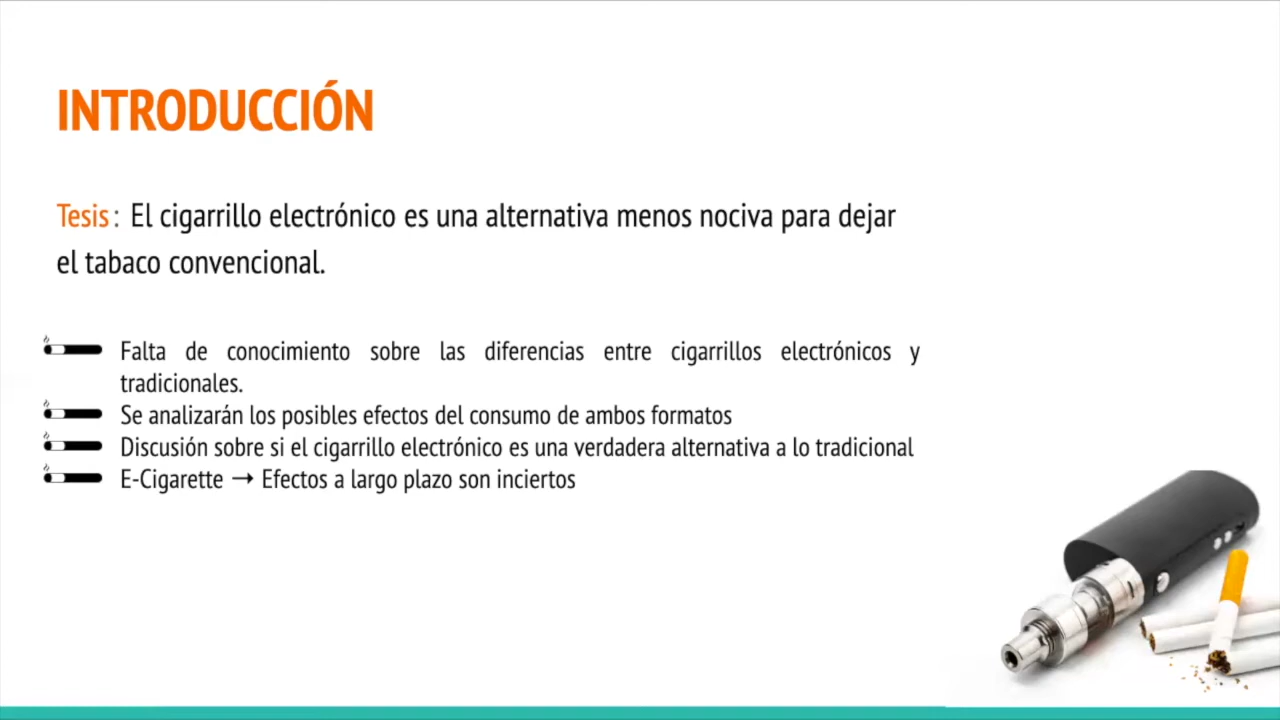 INTRODUCCIÓN
Tesis: El cigarrillo electrónico es una alternativa menos nociva para dejar
el tabaco convencional.
Falta de conocimiento sobre las diferencias entre cigarrillos electrónicos y
tradicionales.
Se analizarán los posibles efectos del consumo de ambos formatos
Discusión sobre si el cigarrillo electrónico es una verdadera alternativa a lo tradicional
E-Cigarette → Efectos a largo plazo son inciertos